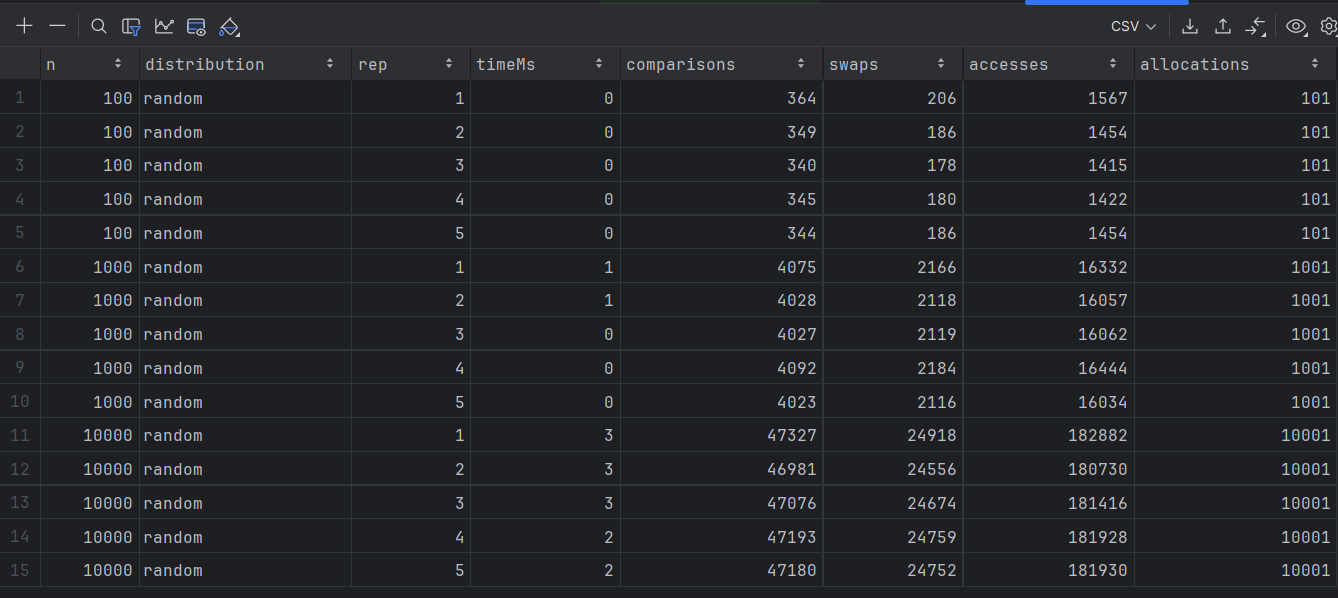 CSV
n distribution rep timeMs comparisons swaps accesses allocations
1 100 random 1 0 364 206 1567 101
2 100 random 2 0 349 186 1454 101
3 100 random 3 0 340 178 1415 101
4 100 random 4 0 345 180 1422 101
5 100 random 5 0 344 186 1454 101
6 1000 random 1 1 4075 2166 16332 1001
7 1000 random 2 1 4028 2118 16057 1001
8 1000 random 3 0 4027 2119 16062 1001
9 1000 random 4 0 4092 2184 16444 1001
10 1000 random 5 0 4023 2116 16034 1001
11 10000 random 1 3 47327 24918 182882 10001
12 10000 random 2 3 46981 24556 180730 10001
13 10000 random 3 3 47076 24674 181416 10001
14 10000 random 4 2 47193 24759 181928 10001
15 10000 random 5 2 47180 24752 181930 10001